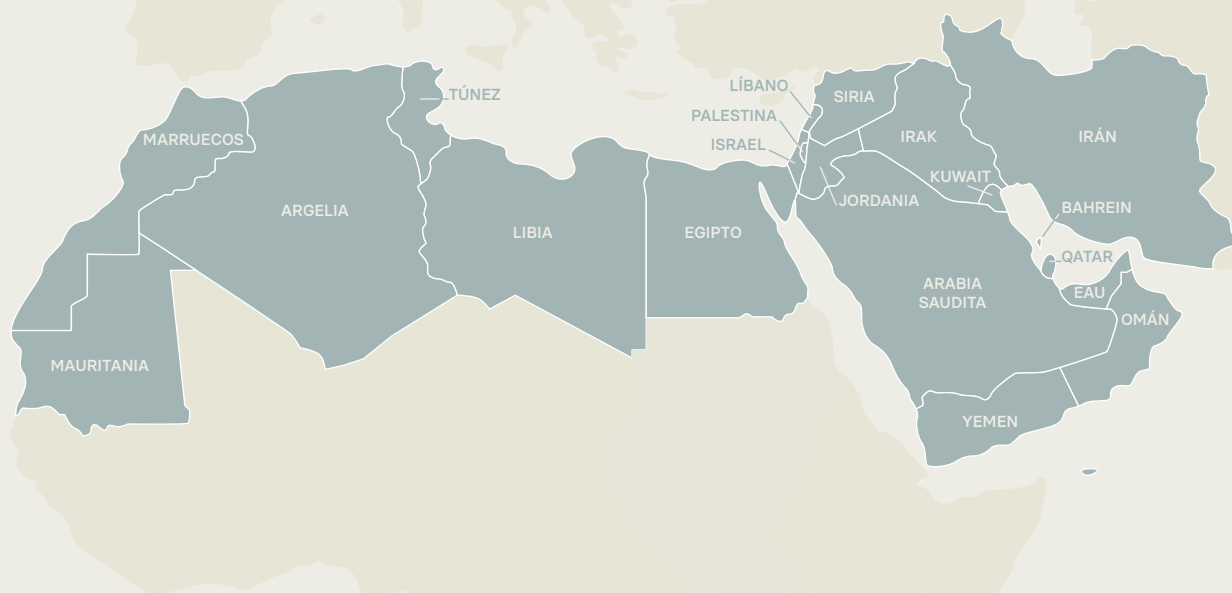 TÚNEZ
LÍBANO
SIRIA
PALESTINA
MARRUECOS
ISRAEL
IRAK
IRÁN
KUWAIT
JORDANIA
BAHREIN
ARGELIA
LIBIA
EGIPTO
QATAR
ARABIA
SAUDITA
EAU
OMÁN
MAURITANIA
YEMEN